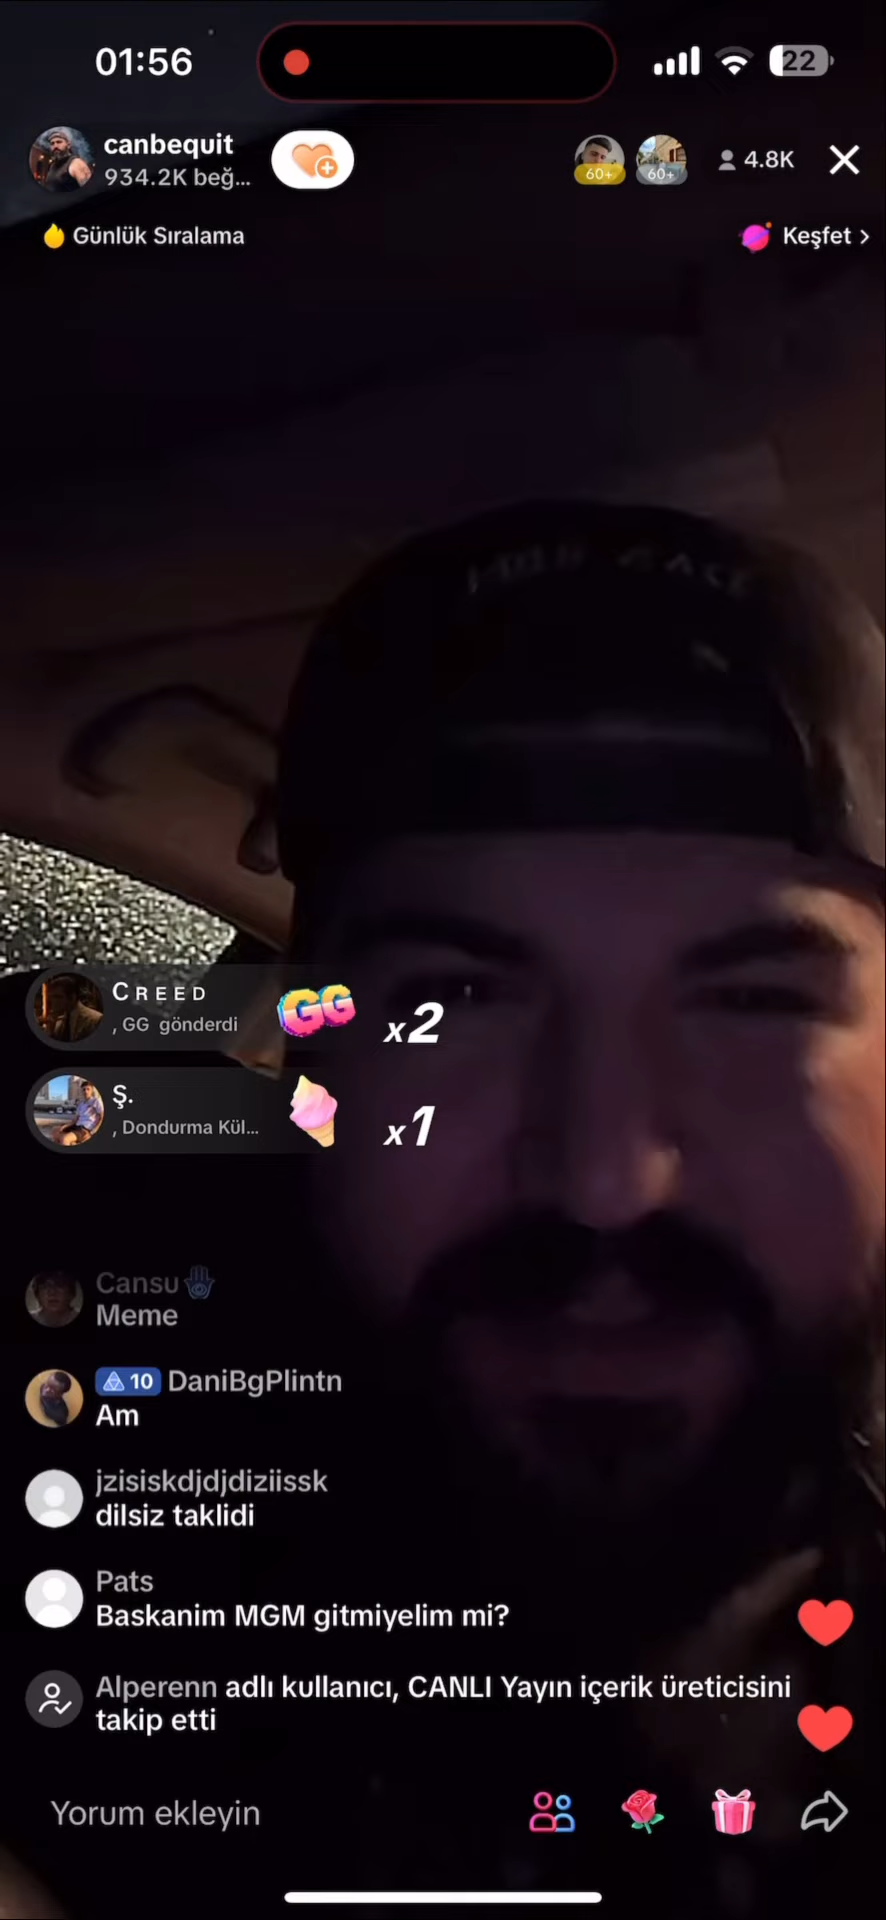 01:56
22
canbequit
934.2K beğ...
60+
60+
4.8K
Günlük Sıralama
Keşfet >
CREED
, GG gönderdi
GG
x2
Ş.
, Dondurma Kül...
x1
Cansu
Meme
10 DaniBgPlintn
Am
jzisiskdjdjdiziissk
dilsiz taklidi
Pats
Baskanim MGM gitmiyelim mi?
Alperenn adlı kullanıcı, CANLI Yayın içerik üreticisini
takip etti
Yorum ekleyin